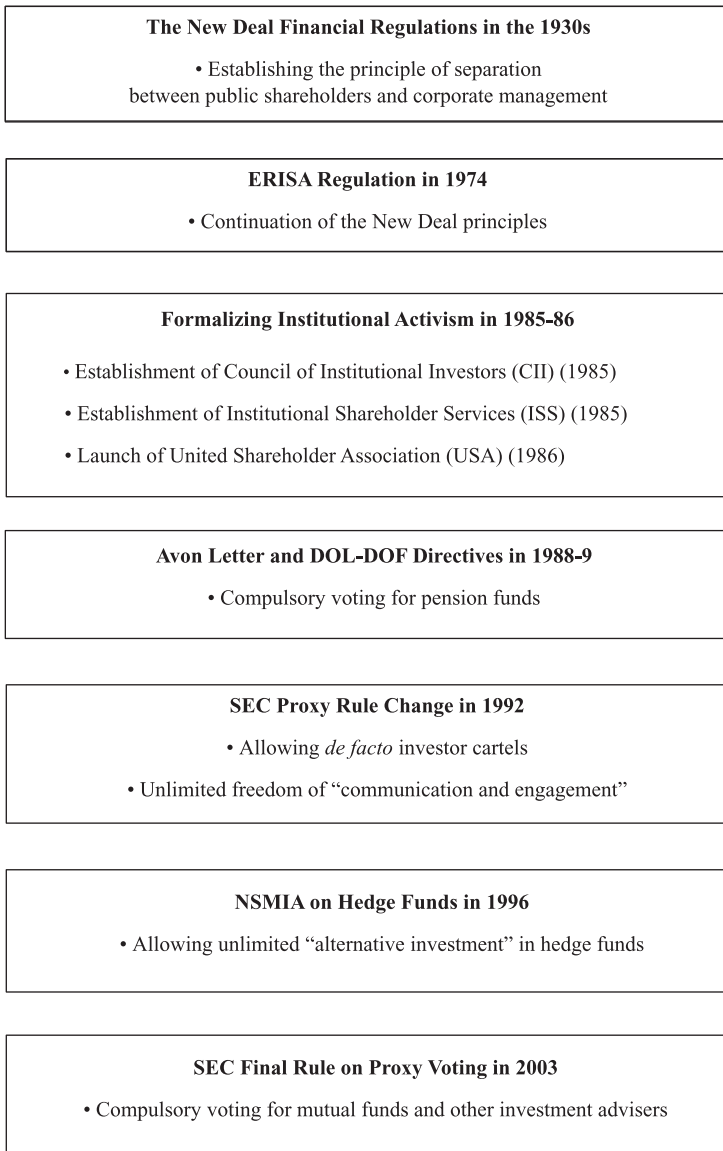 The New Deal Financial Regulations in the 1930s
• Establishing the principle of separation
between public shareholders and corporate management
ERISA Regulation in 1974
• Continuation of the New Deal principles
Formalizing Institutional Activism in 1985-86
• Establishment of Council of Institutional Investors (CII) (1985)
• Establishment of Institutional Shareholder Services (ISS) (1985)
• Launch of United Shareholder Association (USA) (1986)
Avon Letter and DOL-DOF Directives in 1988-9
• Compulsory voting for pension funds
SEC Proxy Rule Change in 1992
• Allowing de facto investor cartels
• Unlimited freedom of “communication and engagement”
NSMIA on Hedge Funds in 1996
• Allowing unlimited “alternative investment” in hedge funds
SEC Final Rule on Proxy Voting in 2003
• Compulsory voting for mutual funds and other investment advisers